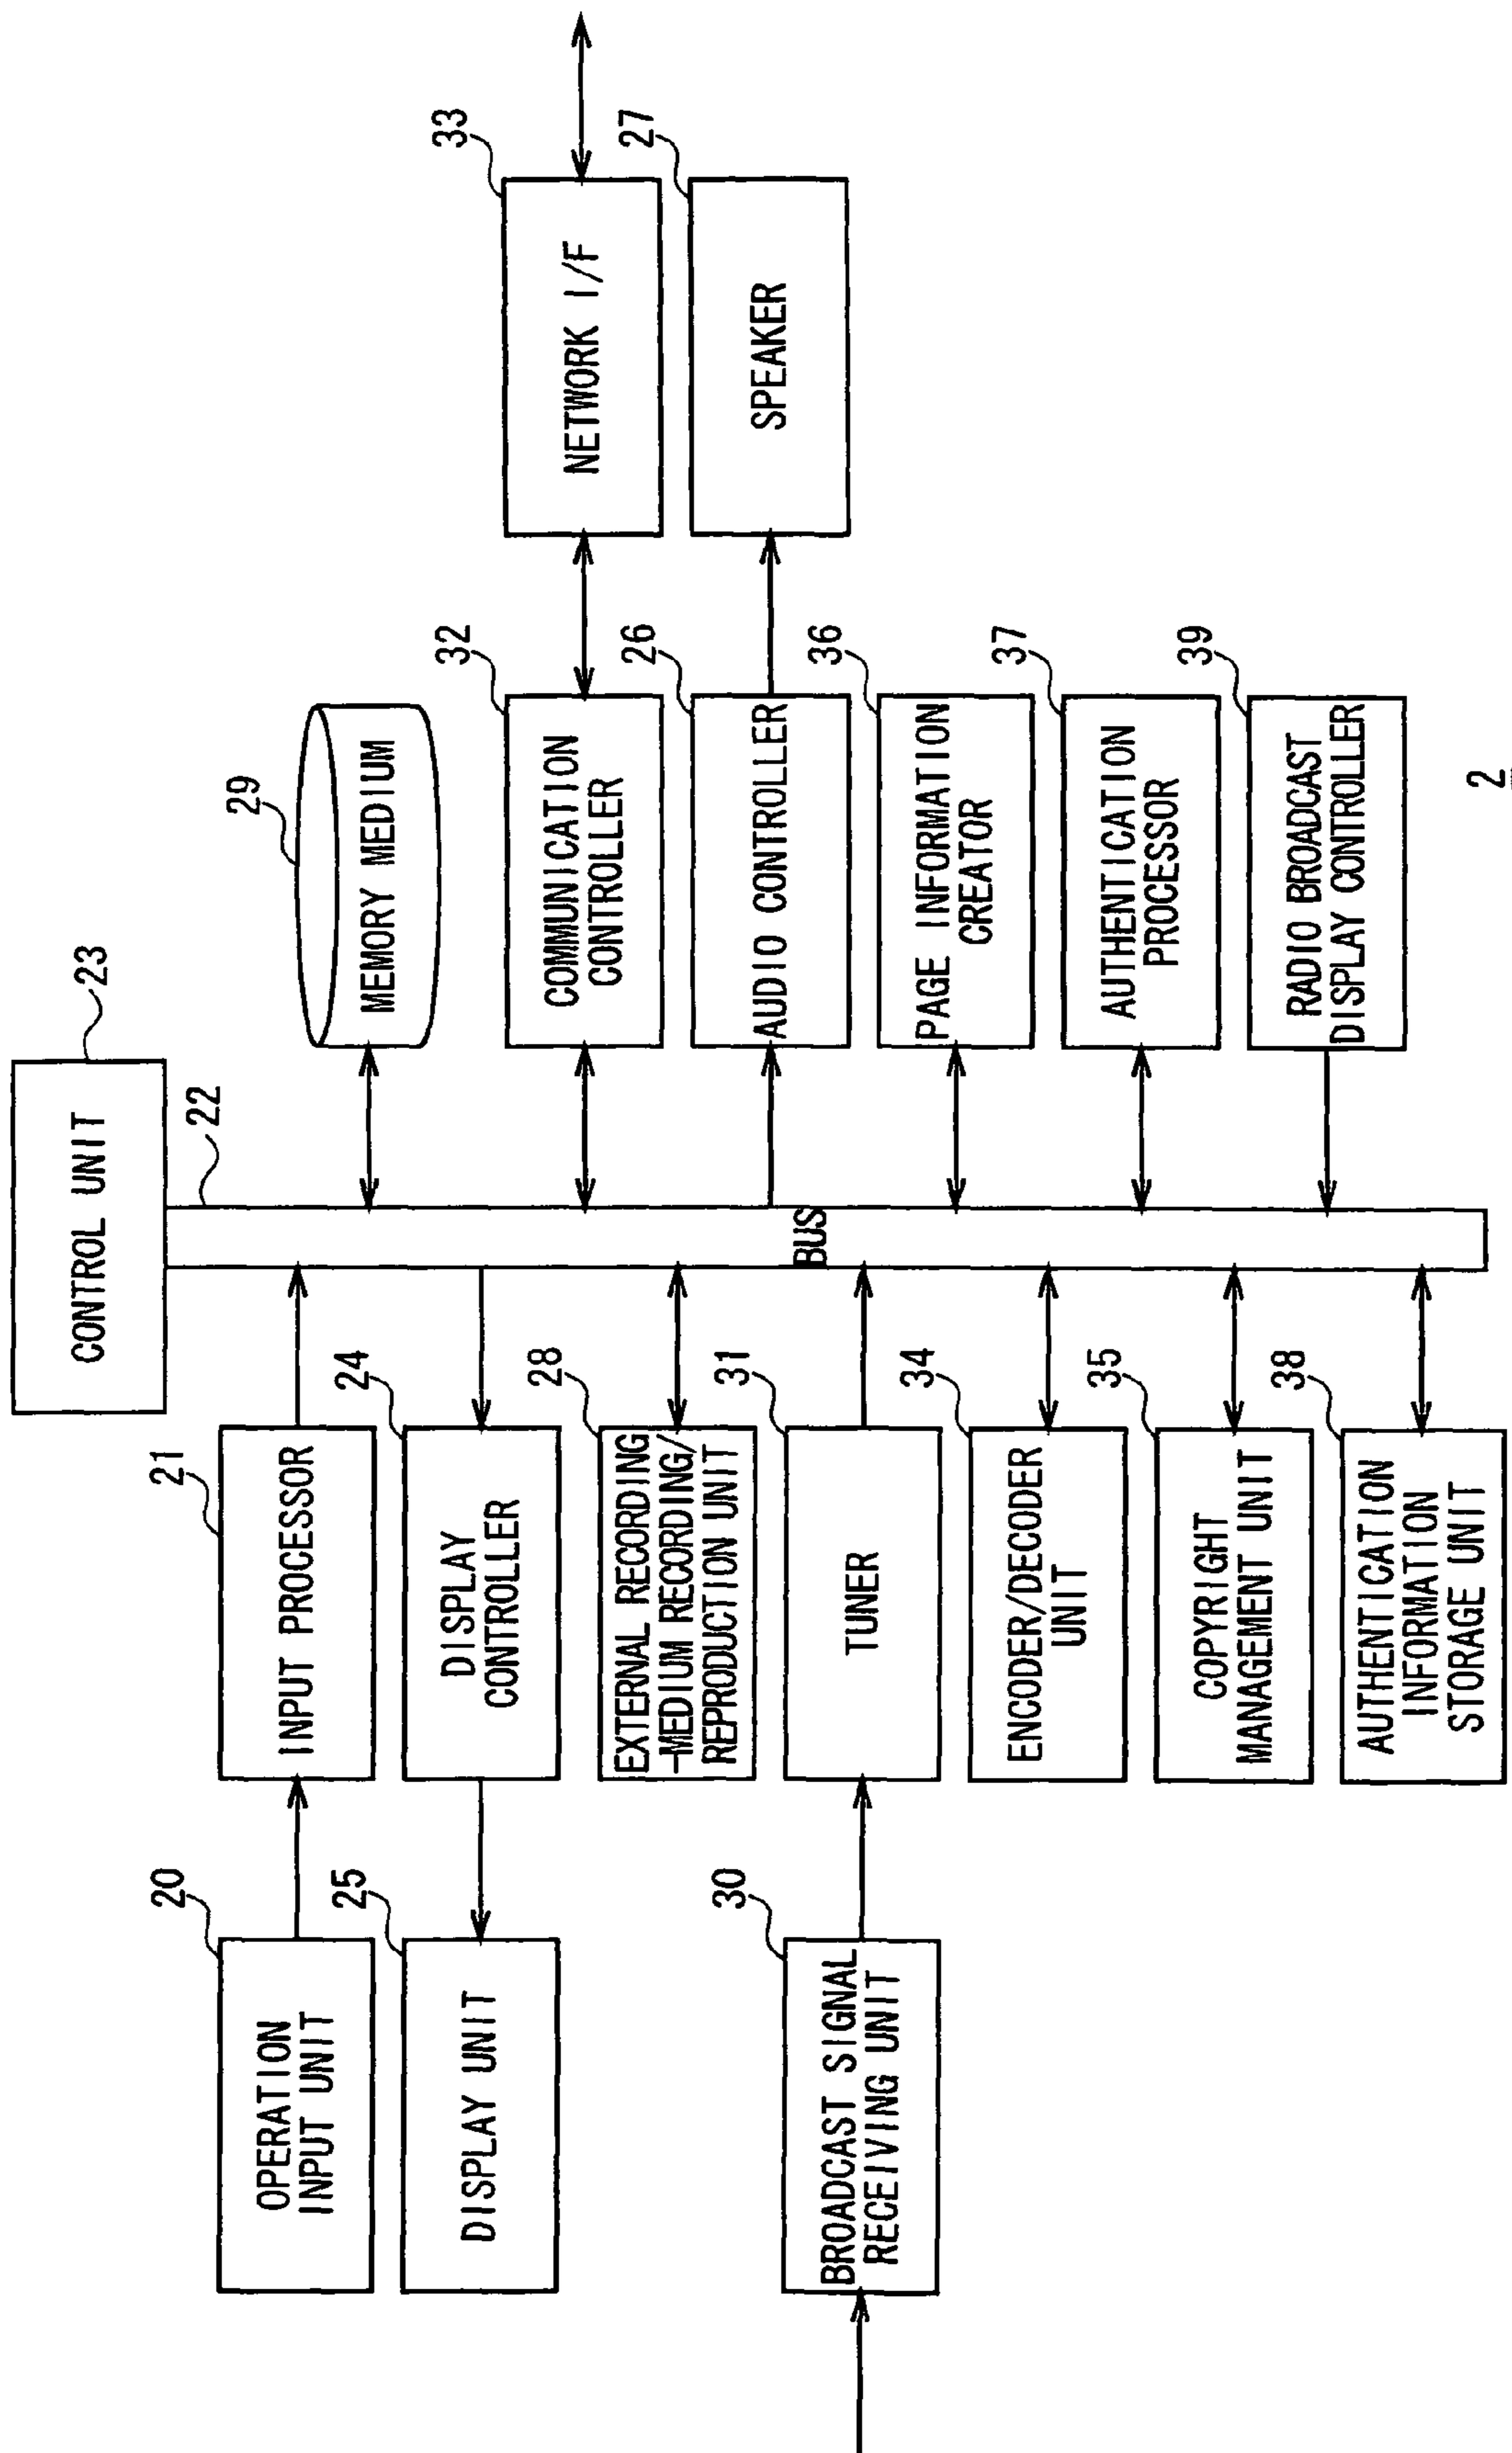 23
CONTROL UNIT
22
BUS
20
OPERATION
INPUT UNIT
21
INPUT PROCESSOR
25
DISPLAY UNIT
24
DISPLAY
CONTROLLER
28
EXTERNAL RECORDING
-MEDIUM RECORDING/
REPRODUCTION UNIT
30
BROADCAST SIGNAL
RECEIVING UNIT
31
TUNER
34
ENCODER/DECODER
UNIT
35
COPYRIGHT
MANAGEMENT UNIT
38
AUTHENTICATION
INFORMATION
STORAGE UNIT
29
MEMORY MEDIUM
32
COMMUNICATION
CONTROLLER
33
NETWORK I/F
26
AUDIO CONTROLLER
27
SPEAKER
36
PAGE INFORMATION
CREATOR
37
AUTHENTICATION
PROCESSOR
39
RADIO BROADCAST
DISPLAY CONTROLLER
2